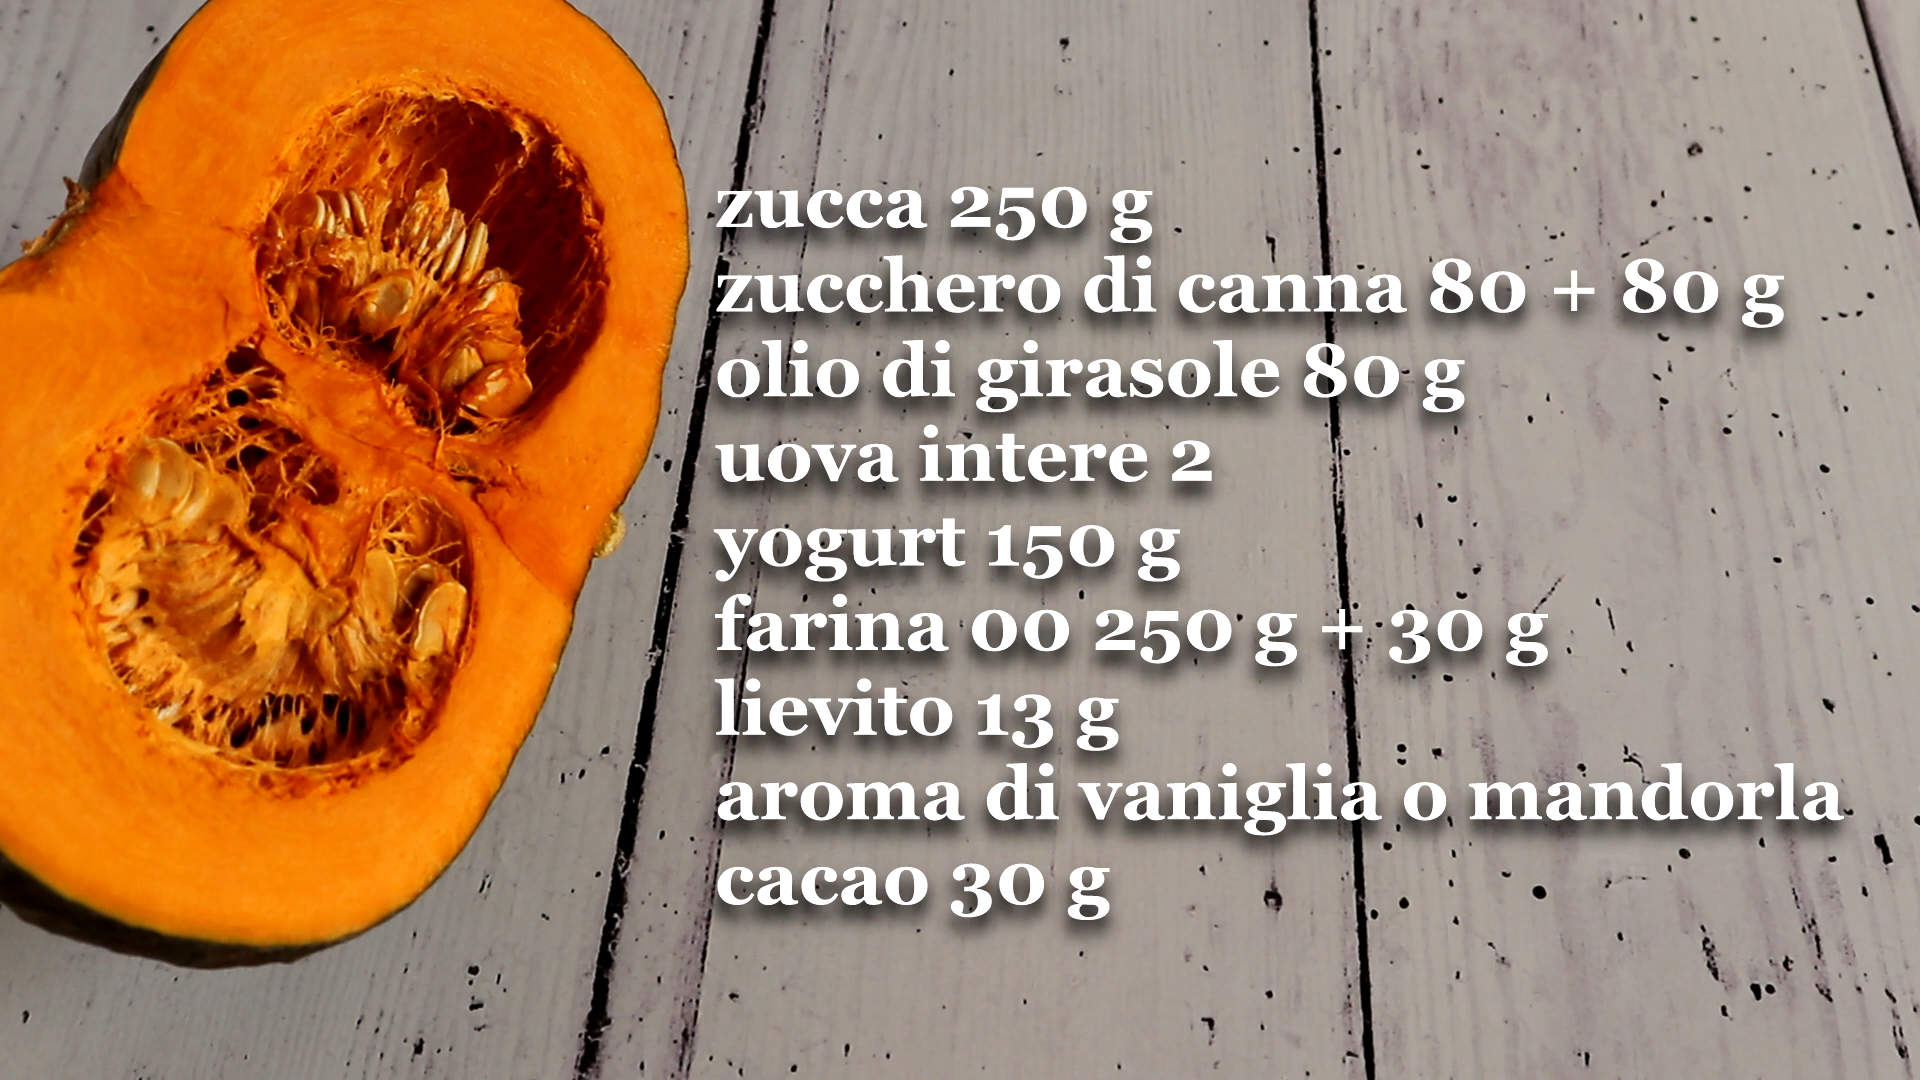 zucca 250 g
zucchero di canna 80 + 80 g
olio di girasole 80 g
uova intere 2
yogurt 150 g
farina 00 250 g + 30 g
lievito 13 g
aroma di vaniglia o mandorla
cacao 30 g